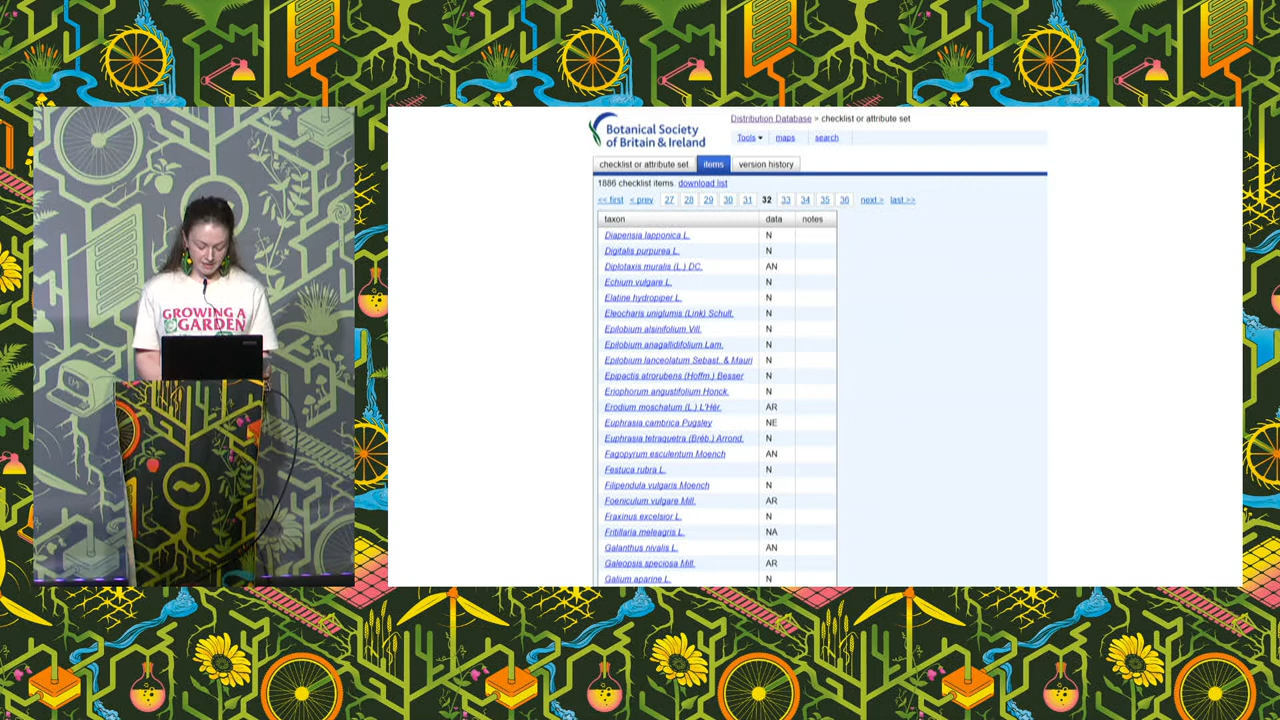 GROWING A
GARDEN
Botanical Society
of Britain & Ireland
Distribution Database > checklist or attribute set
Tools maps search
checklist or attribute set items version history
1886 checklist items. download list
<< first < prev 27 28 29 30 31 32 33 34 35 36 next > last >>
taxon data notes
Diapensia lapponica L. N
Digitalis purpurea L. N
Diplotaxis muralis (L.) DC. AN
Echium vulgare L. N
Elatine hydropiper L. N
Eleocharis uniglumis (Link) Schult. N
Epilobium alsinifolium Vill. N
Epilobium anagallidifolium Lam. N
Epilobium lanceolatum Sebast. & Mauri N
Epipactis atrorubens (Hoffm.) Besser N
Eriophorum angustifolium Honck. N
Erodium moschatum (L.) L'Hér. AR
Euphrasia cambrica Pugsley NE
Euphrasia tetraquetra (Bréb.) Arrond. N
Fagopyrum esculentum Moench AN
Festuca rubra L. N
Filipendula vulgaris Moench N
Foeniculum vulgare Mill. AR
Fraxinus excelsior L. N
Fritillaria meleagris L. NA
Galanthus nivalis L. AN
Galeopsis speciosa Mill. AR
Galium aparine L. N